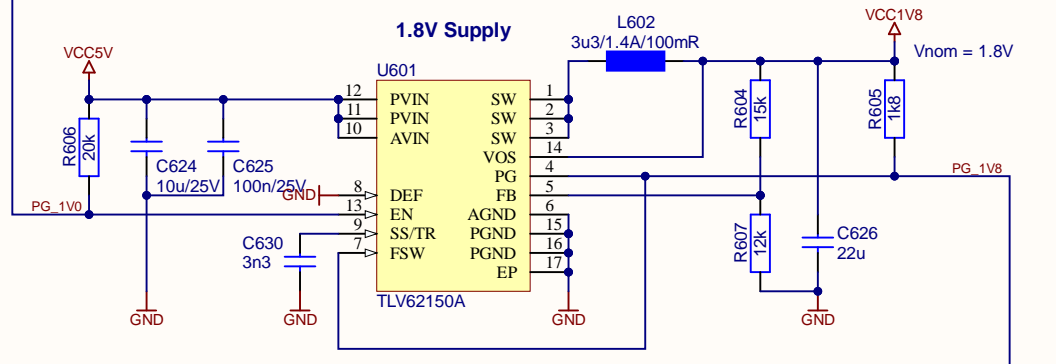 1.8V Supply
L602
3u3/1.4A/100mR
VCC1V8
Vnom = 1.8V
VCC5V
U601
12 PVIN SW 1
11 PVIN SW 2
10 AVIN SW 3
VOS 14
PG 4
8 DEF FB 5
13 EN AGND 6
9 SS/TR PGND 15
7 FSW PGND 16
EP 17
TLV62150A
R606
20k
C624
10u/25V
C625
100n/25V
GND
PG_1V0
C630
3n3
R604
15k
R605
1k8
PG_1V8
R607
12k
C626
22u
GND
GND
GND
GND